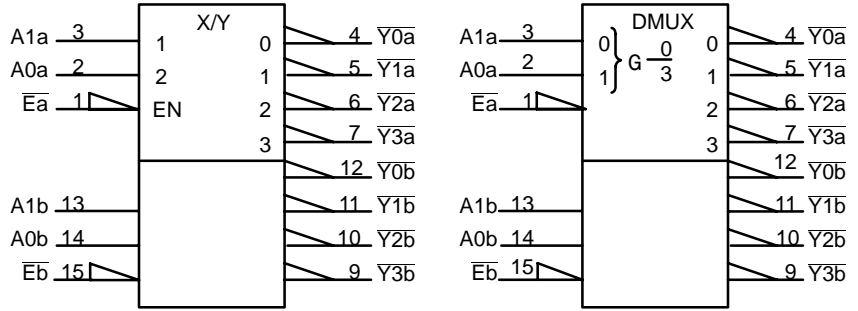 X/Y
A1a 3 1 0 4 Y0a
A0a 2 2 1 5 Y1a
Ea 1 EN 2 6 Y2a
3 7 Y3a
12 Y0b
A1b 13 11 Y1b
A0b 14 10 Y2b
Eb 15 9 Y3b
DMUX
A1a 3 0 0 4 Y0a
A0a 2 1 } G 0/3 1 5 Y1a
Ea 1 2 6 Y2a
3 7 Y3a
12 Y0b
A1b 13 11 Y1b
A0b 14 10 Y2b
Eb 15 9 Y3b